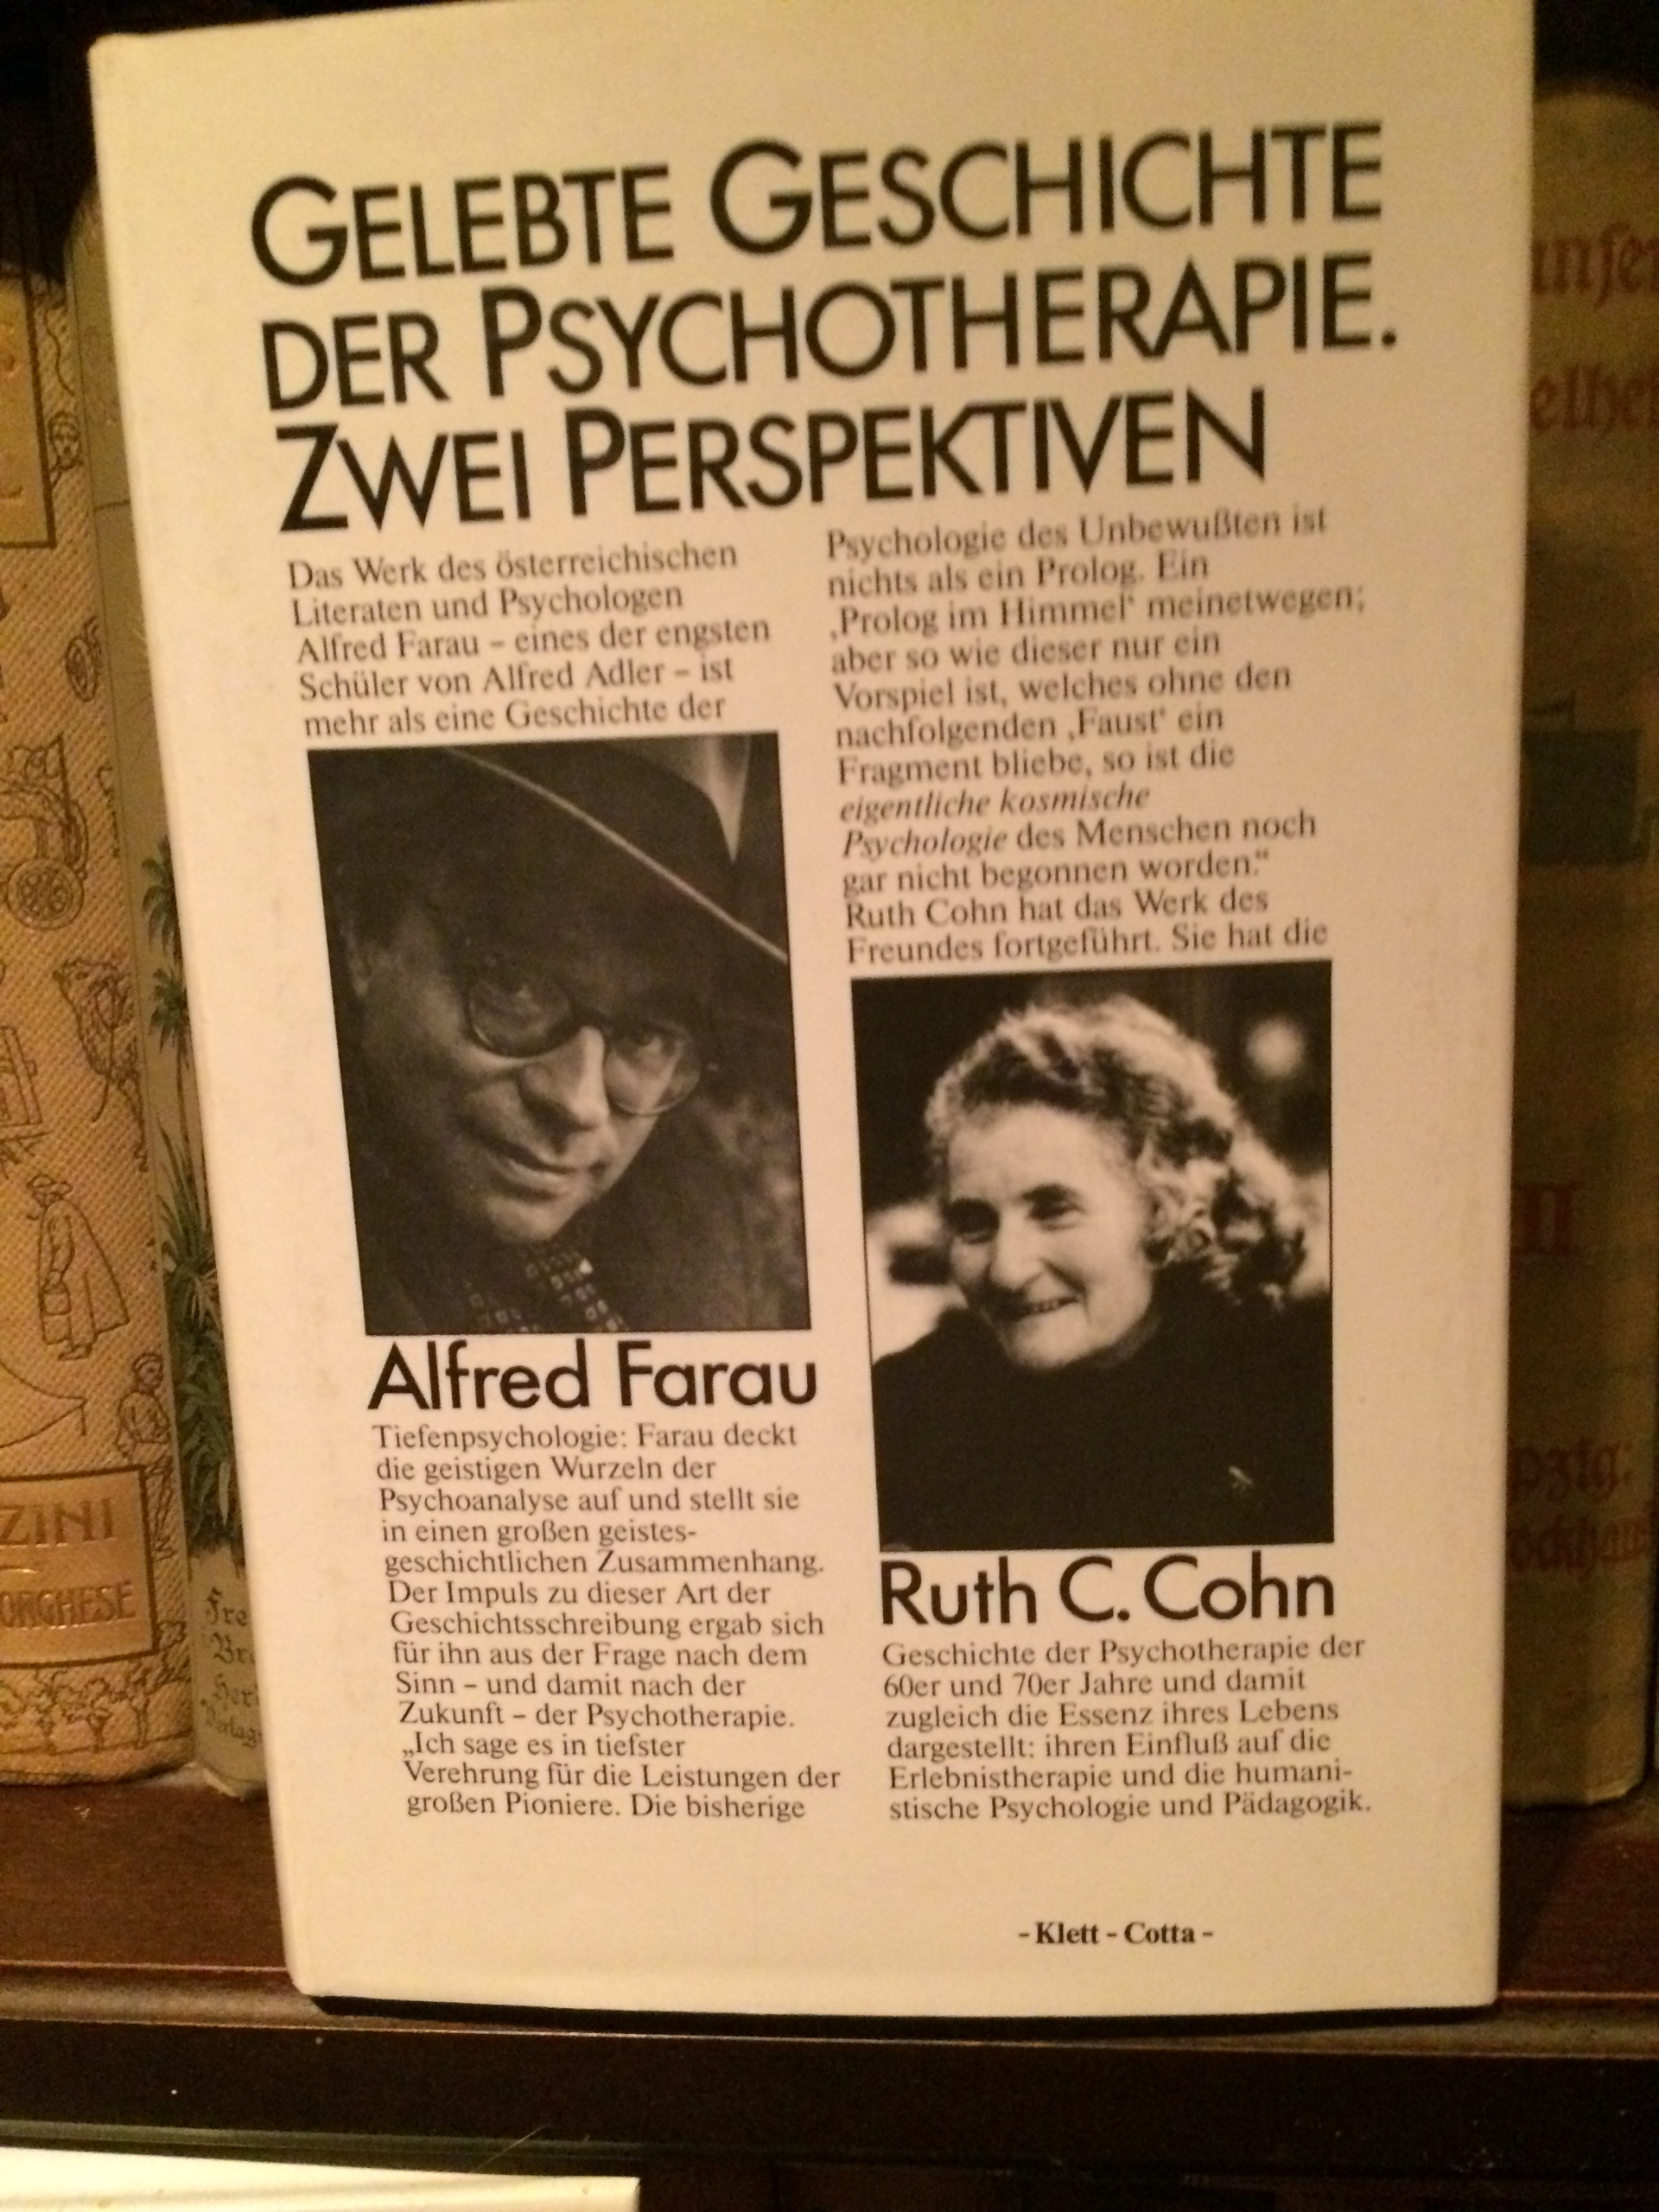 GELEBTE GESCHICHTE
DER PSYCHOTHERAPIE.
ZWEI PERSPEKTIVEN
Das Werk des österreichischen
Literaten und Psychologen
Alfred Farau – eines der engsten
Schüler von Alfred Adler – ist
mehr als eine Geschichte der
Alfred Farau
Tiefenpsychologie: Farau deckt
die geistigen Wurzeln der
Psychoanalyse auf und stellt sie
in einen großen geistes-
geschichtlichen Zusammenhang.
Der Impuls zu dieser Art der
Geschichtsschreibung ergab sich
für ihn aus der Frage nach dem
Sinn – und damit nach der
Zukunft – der Psychotherapie.
„Ich sage es in tiefster
Verehrung für die Leistungen der
großen Pioniere. Die bisherige
Psychologie des Unbewußten ist
nichts als ein Prolog. Ein
‚Prolog im Himmel‘ meinetwegen;
aber so wie dieser nur ein
Vorspiel ist, welches ohne den
nachfolgenden ‚Faust‘ ein
Fragment bliebe, so ist die
eigentliche kosmische
Psychologie des Menschen noch
gar nicht begonnen worden.“
Ruth Cohn hat das Werk des
Freundes fortgeführt. Sie hat die
Ruth C. Cohn
Geschichte der Psychotherapie der
60er und 70er Jahre und damit
zugleich die Essenz ihres Lebens
dargestellt: ihren Einfluß auf die
Erlebnistherapie und die humani-
stische Psychologie und Pädagogik.
- Klett - Cotta -
ZINI
ORGHESE
II